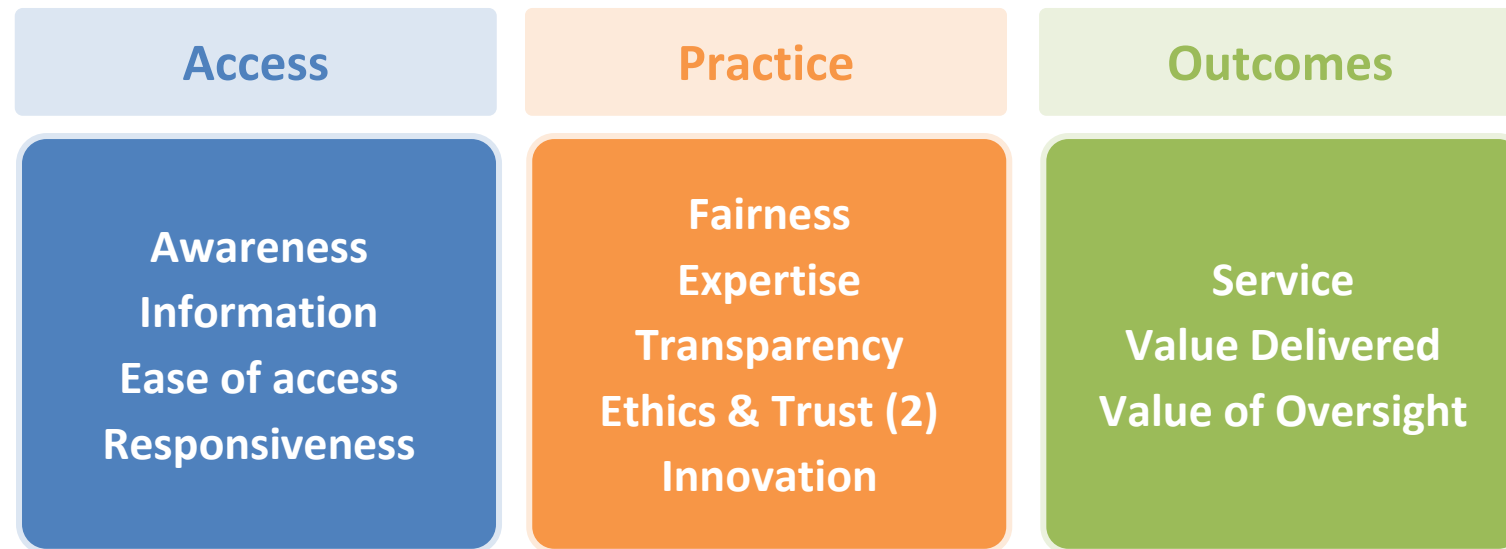 Access
Awareness
Information
Ease of access
Responsiveness
Practice
Fairness
Expertise
Transparency
Ethics & Trust (2)
Innovation
Outcomes
Service
Value Delivered
Value of Oversight